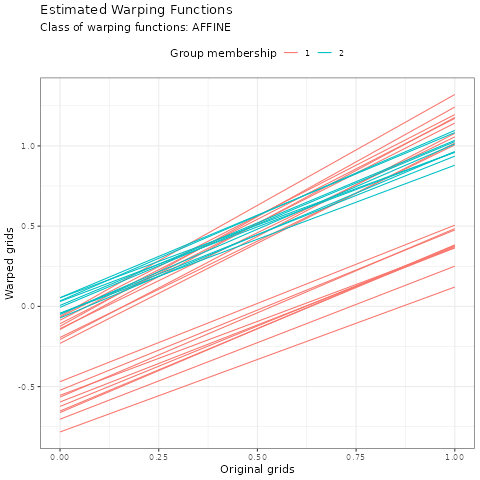 Estimated Warping Functions
Class of warping functions: AFFINE
Group membership 1 2
Warped grids
1.0
0.5
0.0
-0.5
0.00 0.25 0.50 0.75 1.00
Original grids